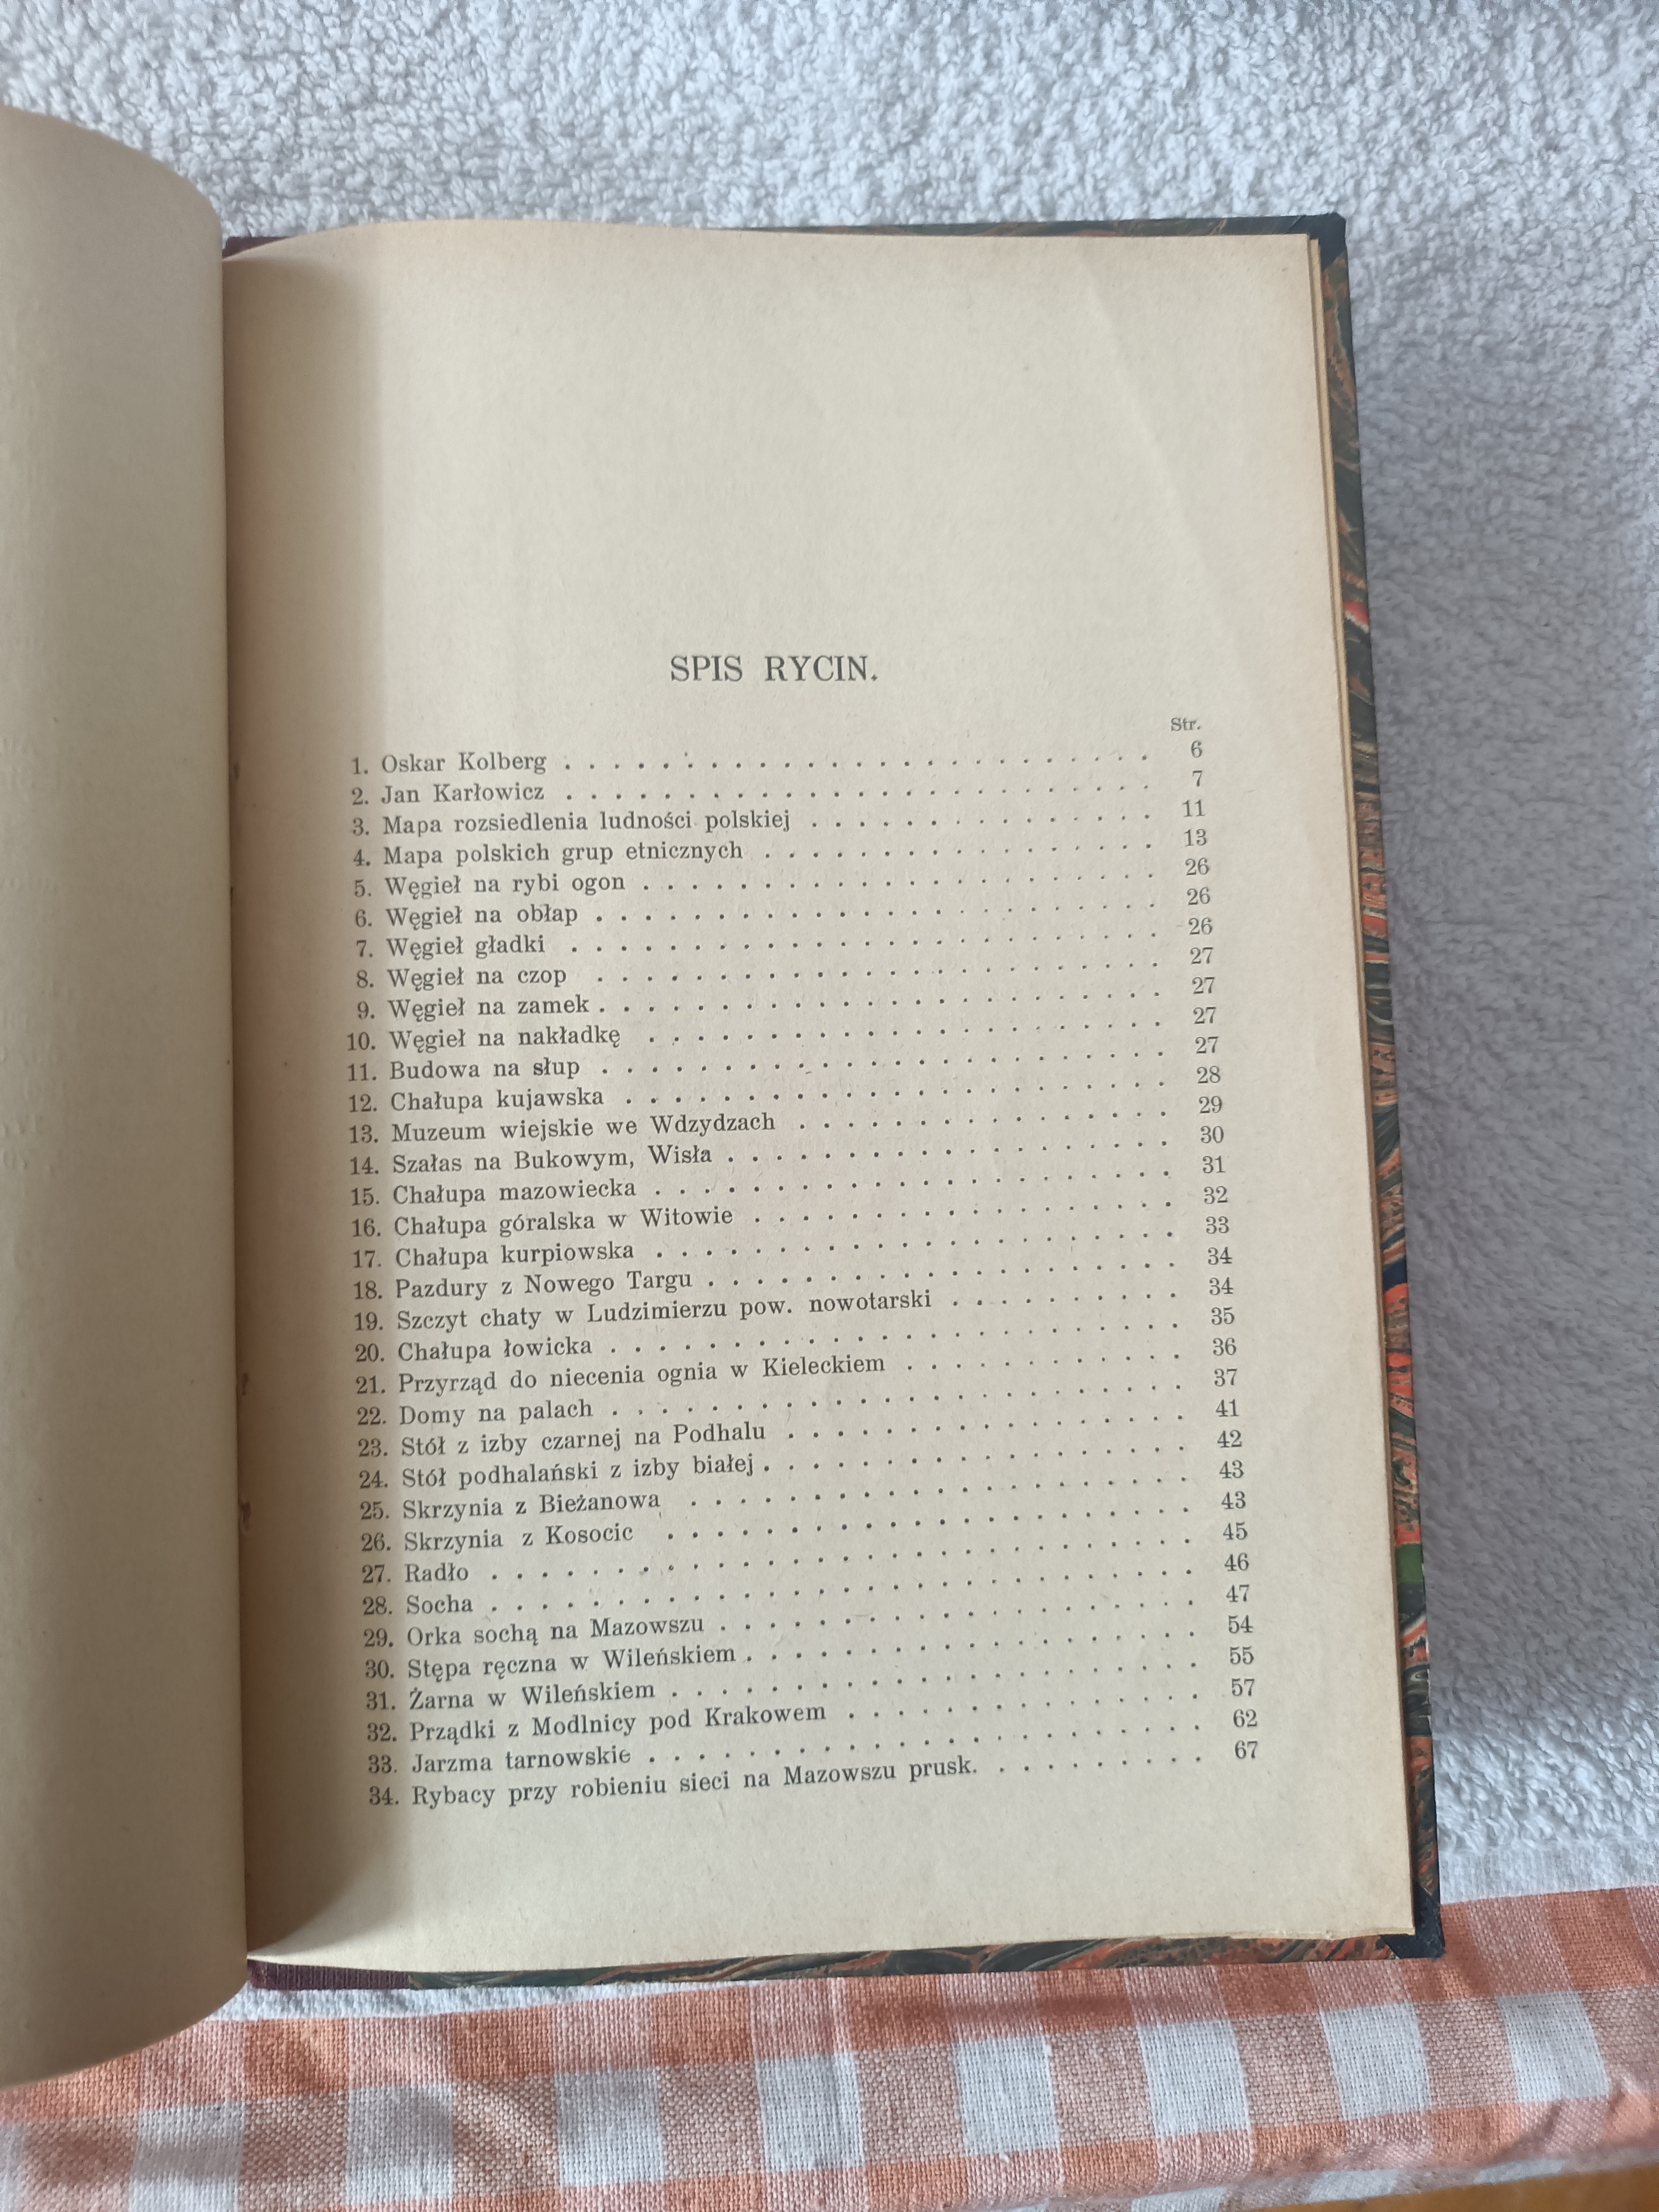 SPIS RYCIN.
Str.
1. Oskar Kolberg . . . . . . . . . . . . . . . . . . . . . . . . 6
2. Jan Karłowicz . . . . . . . . . . . . . . . . . . . . . . . . 7
3. Mapa rozsiedlenia ludności polskiej . . . . . . . . . . . . . . 11
4. Mapa polskich grup etnicznych . . . . . . . . . . . . . . . . 13
5. Węgieł na rybi ogon . . . . . . . . . . . . . . . . . . . . . 26
6. Węgieł na obłap . . . . . . . . . . . . . . . . . . . . . . . 26
7. Węgieł gładki . . . . . . . . . . . . . . . . . . . . . . . . 26
8. Węgieł na czop . . . . . . . . . . . . . . . . . . . . . . . 27
9. Węgieł na zamek . . . . . . . . . . . . . . . . . . . . . . . 27
10. Węgieł na nakładkę . . . . . . . . . . . . . . . . . . . . . 27
11. Budowa na słup . . . . . . . . . . . . . . . . . . . . . . . 27
12. Chałupa kujawska . . . . . . . . . . . . . . . . . . . . . . 28
13. Muzeum wiejskie we Wdzydzach . . . . . . . . . . . . . . . 29
14. Szałas na Bukowym, Wisła . . . . . . . . . . . . . . . . . . 30
15. Chałupa mazowiecka . . . . . . . . . . . . . . . . . . . . . 31
16. Chałupa góralska w Witowie . . . . . . . . . . . . . . . . . 32
17. Chałupa kurpiowska . . . . . . . . . . . . . . . . . . . . . 33
18. Pazdury z Nowego Targu . . . . . . . . . . . . . . . . . . . 34
19. Szczyt chaty w Ludzimierzu pow. nowotarski . . . . . . . . . . 34
20. Chałupa łowicka . . . . . . . . . . . . . . . . . . . . . . . 35
21. Przyrząd do niecenia ognia w Kieleckiem . . . . . . . . . . . . 36
22. Domy na palach . . . . . . . . . . . . . . . . . . . . . . . 37
23. Stół z izby czarnej na Podhalu . . . . . . . . . . . . . . . . 41
24. Stół podhalański z izby białej . . . . . . . . . . . . . . . . . 42
25. Skrzynia z Bieżanowa . . . . . . . . . . . . . . . . . . . . 43
26. Skrzynia z Kosocic . . . . . . . . . . . . . . . . . . . . . 43
27. Radło . . . . . . . . . . . . . . . . . . . . . . . . . . . . 45
28. Socha . . . . . . . . . . . . . . . . . . . . . . . . . . . . 46
29. Orka sochą na Mazowszu . . . . . . . . . . . . . . . . . . . 47
30. Stępa ręczna w Wileńskiem . . . . . . . . . . . . . . . . . . 54
31. Żarna w Wileńskiem . . . . . . . . . . . . . . . . . . . . . 55
32. Prządki z Modlnicy pod Krakowem . . . . . . . . . . . . . . 57
33. Jarzma tarnowskie . . . . . . . . . . . . . . . . . . . . . . 62
34. Rybacy przy robieniu sieci na Mazowszu prusk. . . . . . . . . . 67